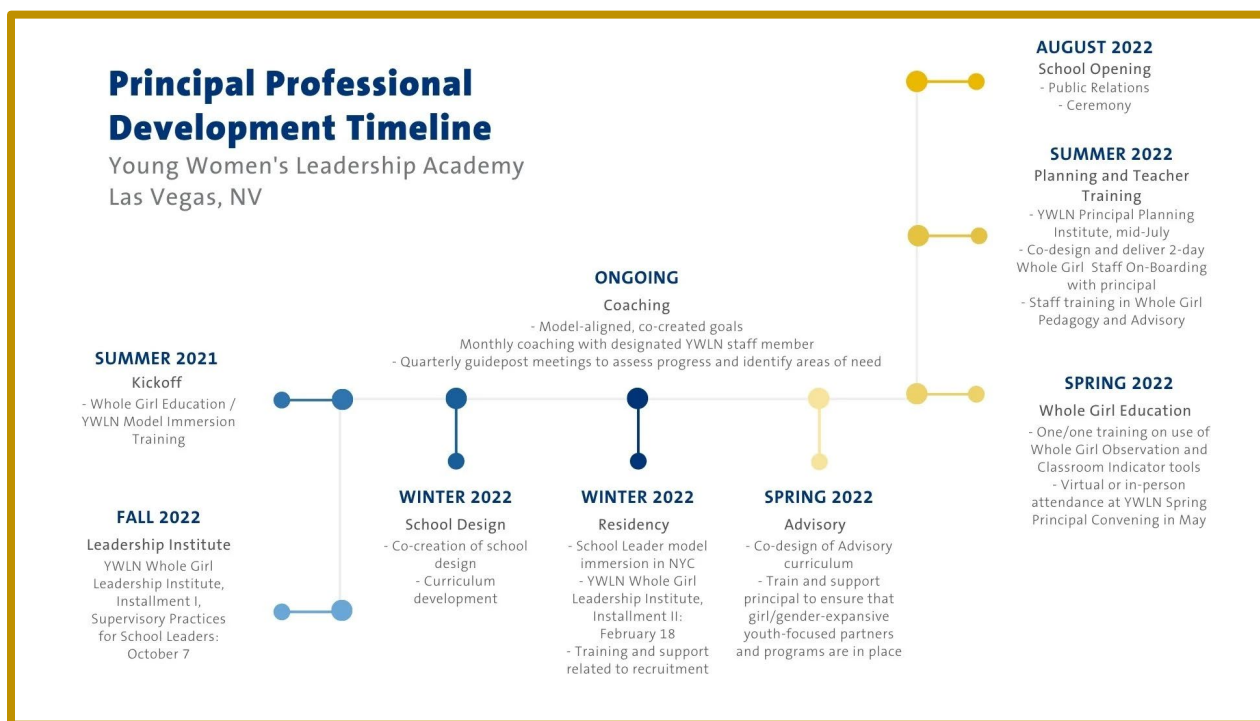 Principal Professional
Development Timeline
Young Women's Leadership Academy
Las Vegas, NV
SUMMER 2021
Kickoff
- Whole Girl Education /
YWLN Model Immersion
Training
FALL 2022
Leadership Institute
YWLN Whole Girl
Leadership Institute,
Installment I,
Supervisory Practices
for School Leaders:
October 7
ONGOING
Coaching
- Model-aligned, co-created goals
Monthly coaching with designated YWLN staff member
- Quarterly guidepost meetings to assess progress and identify areas of need
WINTER 2022
School Design
- Co-creation of school
design
- Curriculum
development
WINTER 2022
Residency
- School Leader model
immersion in NYC
- YWLN Whole Girl
Leadership Institute,
Installment II:
February 18
- Training and support
related to recruitment
SPRING 2022
Advisory
- Co-design of Advisory
curriculum
- Train and support
principal to ensure that
girl/gender-expansive
youth-focused partners
and programs are in place
AUGUST 2022
School Opening
- Public Relations
- Ceremony
SUMMER 2022
Planning and Teacher
Training
- YWLN Principal Planning
Institute, mid-July
- Co-design and deliver 2-day
Whole Girl Staff On-Boarding
with principal
- Staff training in Whole Girl
Pedagogy and Advisory
SPRING 2022
Whole Girl Education
- One/one training on use of
Whole Girl Observation and
Classroom Indicator tools
- Virtual or in-person
attendance at YWLN Spring
Principal Convening in May